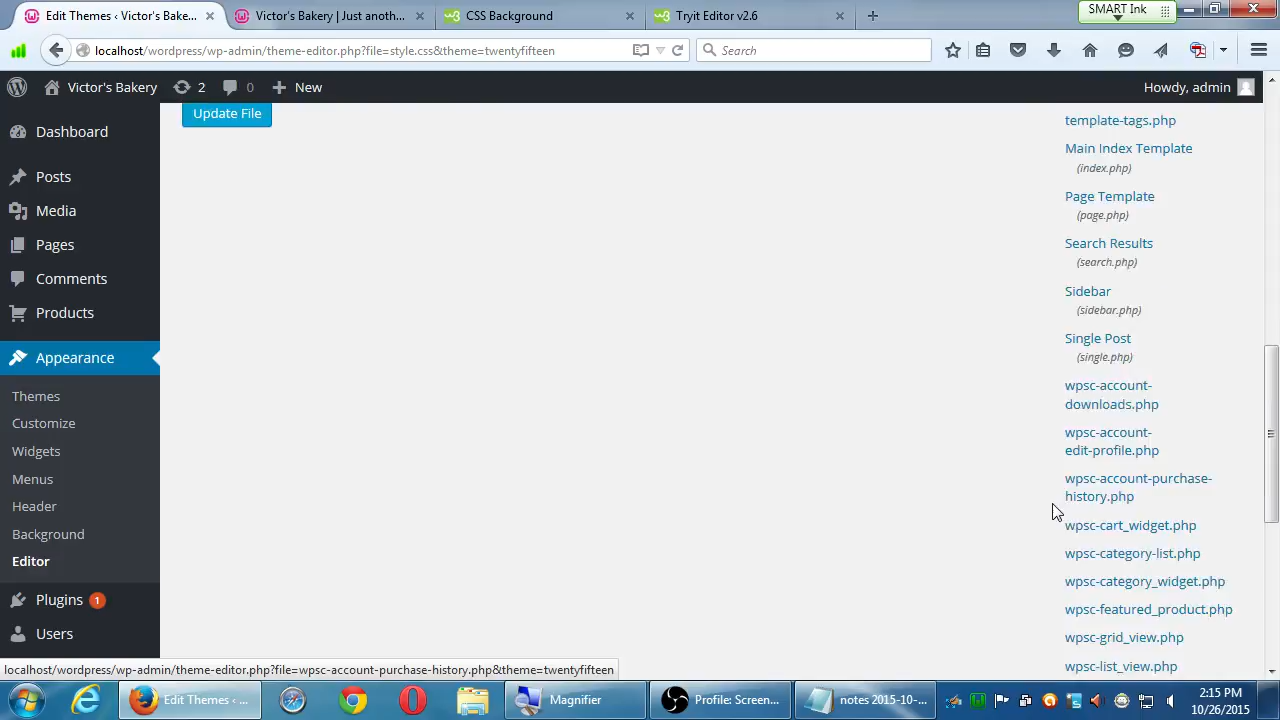 Edit Themes ‹ Victor's Bake...
Victor's Bakery | Just anoth...
CSS Background
Tryit Editor v2.6
SMART Ink
localhost/wordpress/wp-admin/theme-editor.php?file=style.css&theme=twentyfifteen
Search
Victor's Bakery
2
0
New
Howdy, admin
Dashboard
Posts
Media
Pages
Comments
Products
Appearance
Themes
Customize
Widgets
Menus
Header
Background
Editor
Plugins 1
Users
Update File
template-tags.php
Main Index Template
(index.php)
Page Template
(page.php)
Search Results
(search.php)
Sidebar
(sidebar.php)
Single Post
(single.php)
wpsc-account-
downloads.php
wpsc-account-
edit-profile.php
wpsc-account-purchase-
history.php
wpsc-cart_widget.php
wpsc-category-list.php
wpsc-category_widget.php
wpsc-featured_product.php
wpsc-grid_view.php
wpsc-list_view.php
localhost/wordpress/wp-admin/theme-editor.php?file=wpsc-account-purchase-history.php&theme=twentyfifteen
Edit Themes ‹ ...
Magnifier
Profile: Screen...
notes 2015-10-...
2:15 PM
10/26/2015